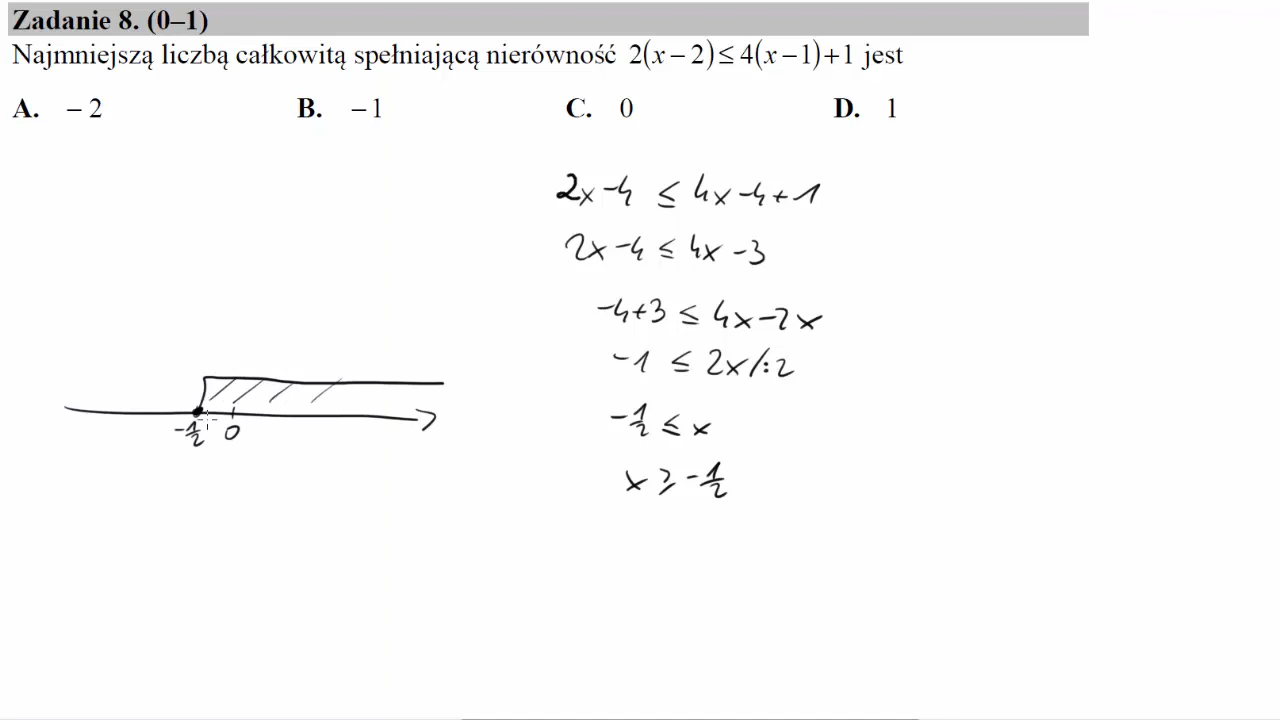 Zadanie 8. (0–1)
Najmniejszą liczbą całkowitą spełniającą nierówność 2(x−2)≤4(x−1)+1 jest
A. −2 B. −1 C. 0 D. 1
2x −4 ≤ 4x −4 + 1
2x −4 ≤ 4x −3
−4+3 ≤ 4x −2x
−1 ≤ 2x /:2
−1/2 ≤ x
x ≥ −1/2
−1/2 0